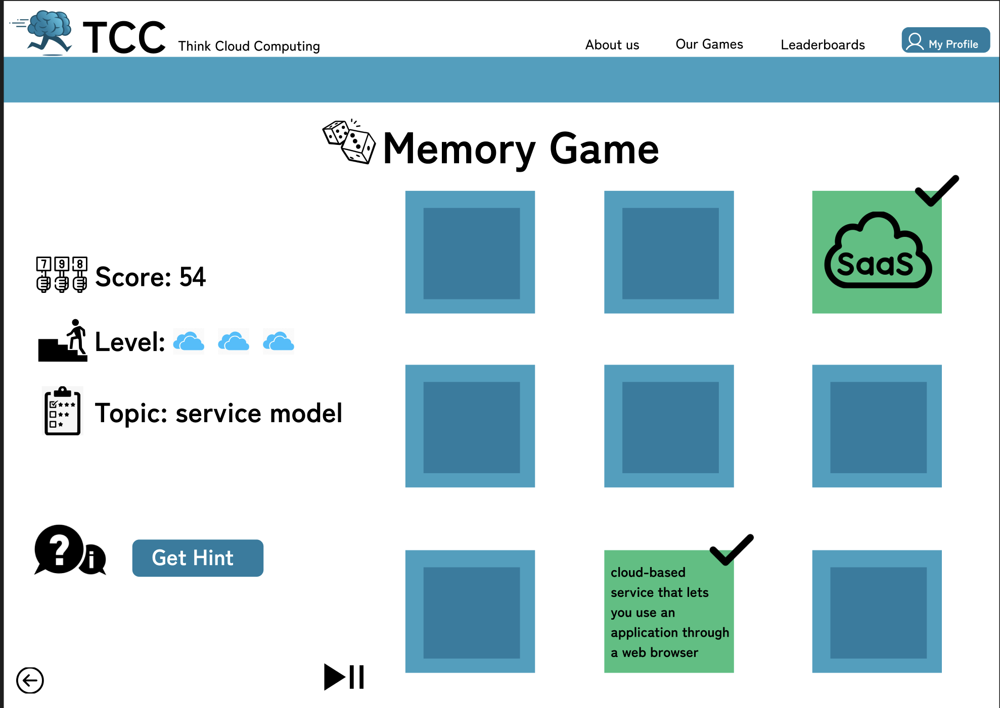 TCC Think Cloud Computing
About us
Our Games
Leaderboards
My Profile
Memory Game
SaaS
7 9 8
Score: 54
Level:
Topic: service model
? i
Get Hint
cloud-based
service that lets
you use an
application through
a web browser